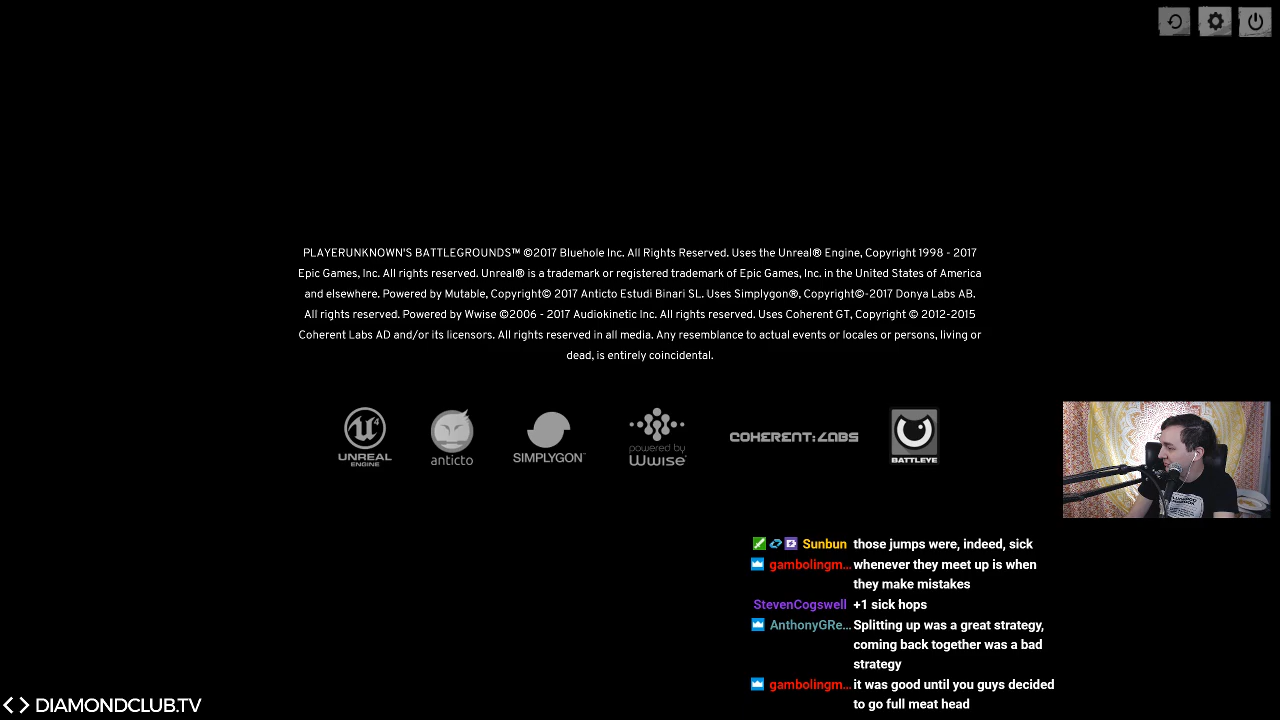 PLAYERUNKNOWN'S BATTLEGROUNDS™ ©2017 Bluehole Inc. All Rights Reserved. Uses the Unreal® Engine, Copyright 1998 - 2017
Epic Games, Inc. All rights reserved. Unreal® is a trademark or registered trademark of Epic Games, Inc. in the United States of America
and elsewhere. Powered by Mutable, Copyright© 2017 Anticto Estudi Binari SL. Uses Simplygon®, Copyright©-2017 Donya Labs AB.
All rights reserved. Powered by Wwise ©2006 - 2017 Audiokinetic Inc. All rights reserved. Uses Coherent GT, Copyright © 2012-2015
Coherent Labs AD and/or its licensors. All rights reserved in all media. Any resemblance to actual events or locales or persons, living or
dead, is entirely coincidental.
UNREAL
ENGINE
anticto
SIMPLYGON™
powered by
wwise
COHERENT:LABS
BATTLEYE
Sunbun those jumps were, indeed, sick
gambolingm... whenever they meet up is when
they make mistakes
StevenCogswell +1 sick hops
AnthonyGRe... Splitting up was a great strategy,
coming back together was a bad
strategy
gambolingm... it was good until you guys decided
to go full meat head
DIAMONDCLUB.TV